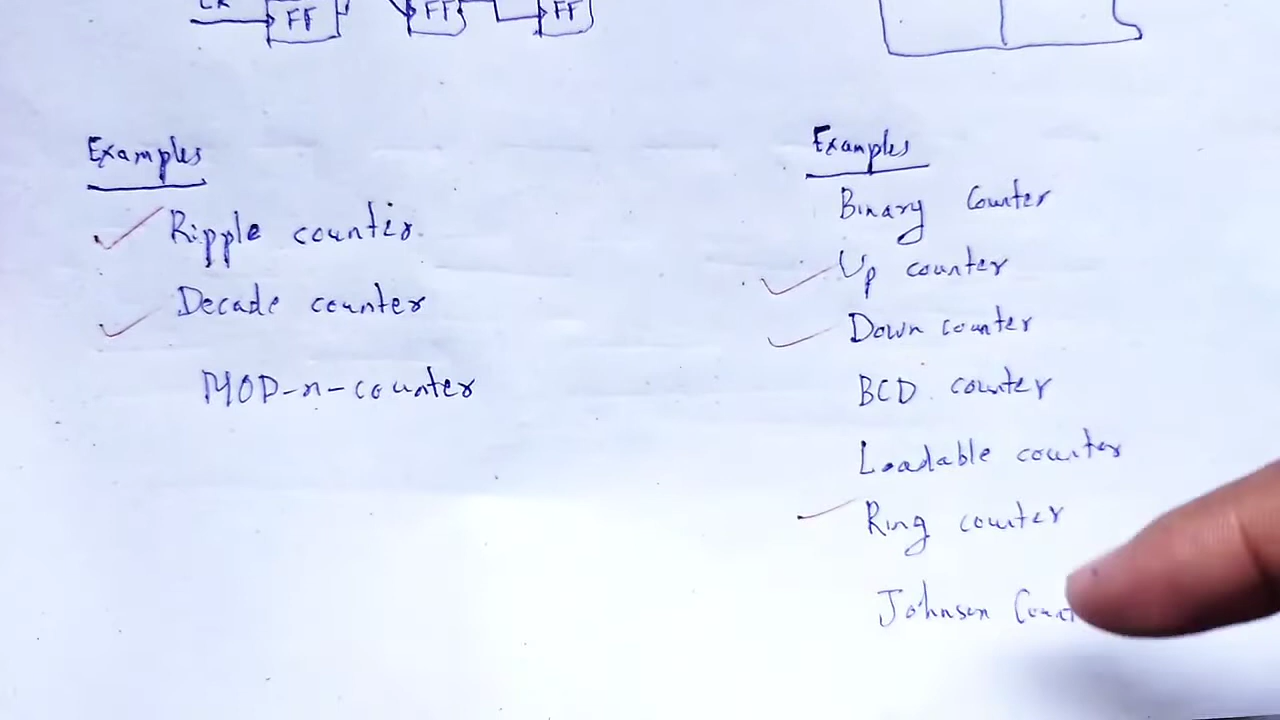 CK
FF
FF
FF
Examples
Ripple counter
Decade counter
MOD-n-counter
Examples
Binary Counter
Up counter
Down counter
BCD counter
Loadable counter
Ring counter
Johnson